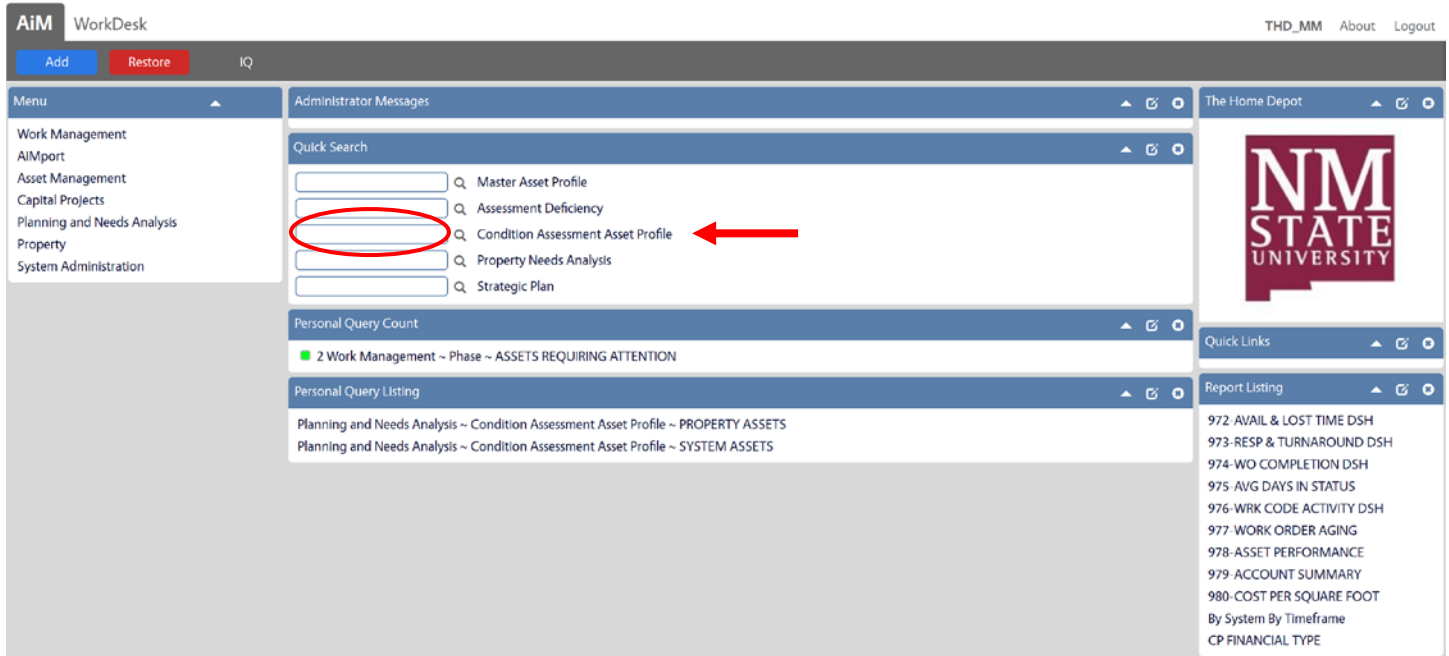 AiM WorkDesk
THD_MM About Logout
Add Restore IQ
Menu
Work Management
AIMport
Asset Management
Capital Projects
Planning and Needs Analysis
Property
System Administration
Administrator Messages
Quick Search
Master Asset Profile
Assessment Deficiency
Condition Assessment Asset Profile
Property Needs Analysis
Strategic Plan
Personal Query Count
2 Work Management ~ Phase ~ ASSETS REQUIRING ATTENTION
Personal Query Listing
Planning and Needs Analysis ~ Condition Assessment Asset Profile ~ PROPERTY ASSETS
Planning and Needs Analysis ~ Condition Assessment Asset Profile ~ SYSTEM ASSETS
The Home Depot
NM
STATE
UNIVERSITY
Quick Links
Report Listing
972-AVAIL & LOST TIME DSH
973-RESP & TURNAROUND DSH
974-WO COMPLETION DSH
975-AVG DAYS IN STATUS
976-WRK CODE ACTIVITY DSH
977-WORK ORDER AGING
978-ASSET PERFORMANCE
979-ACCOUNT SUMMARY
980-COST PER SQUARE FOOT
By System By Timeframe
CP FINANCIAL TYPE